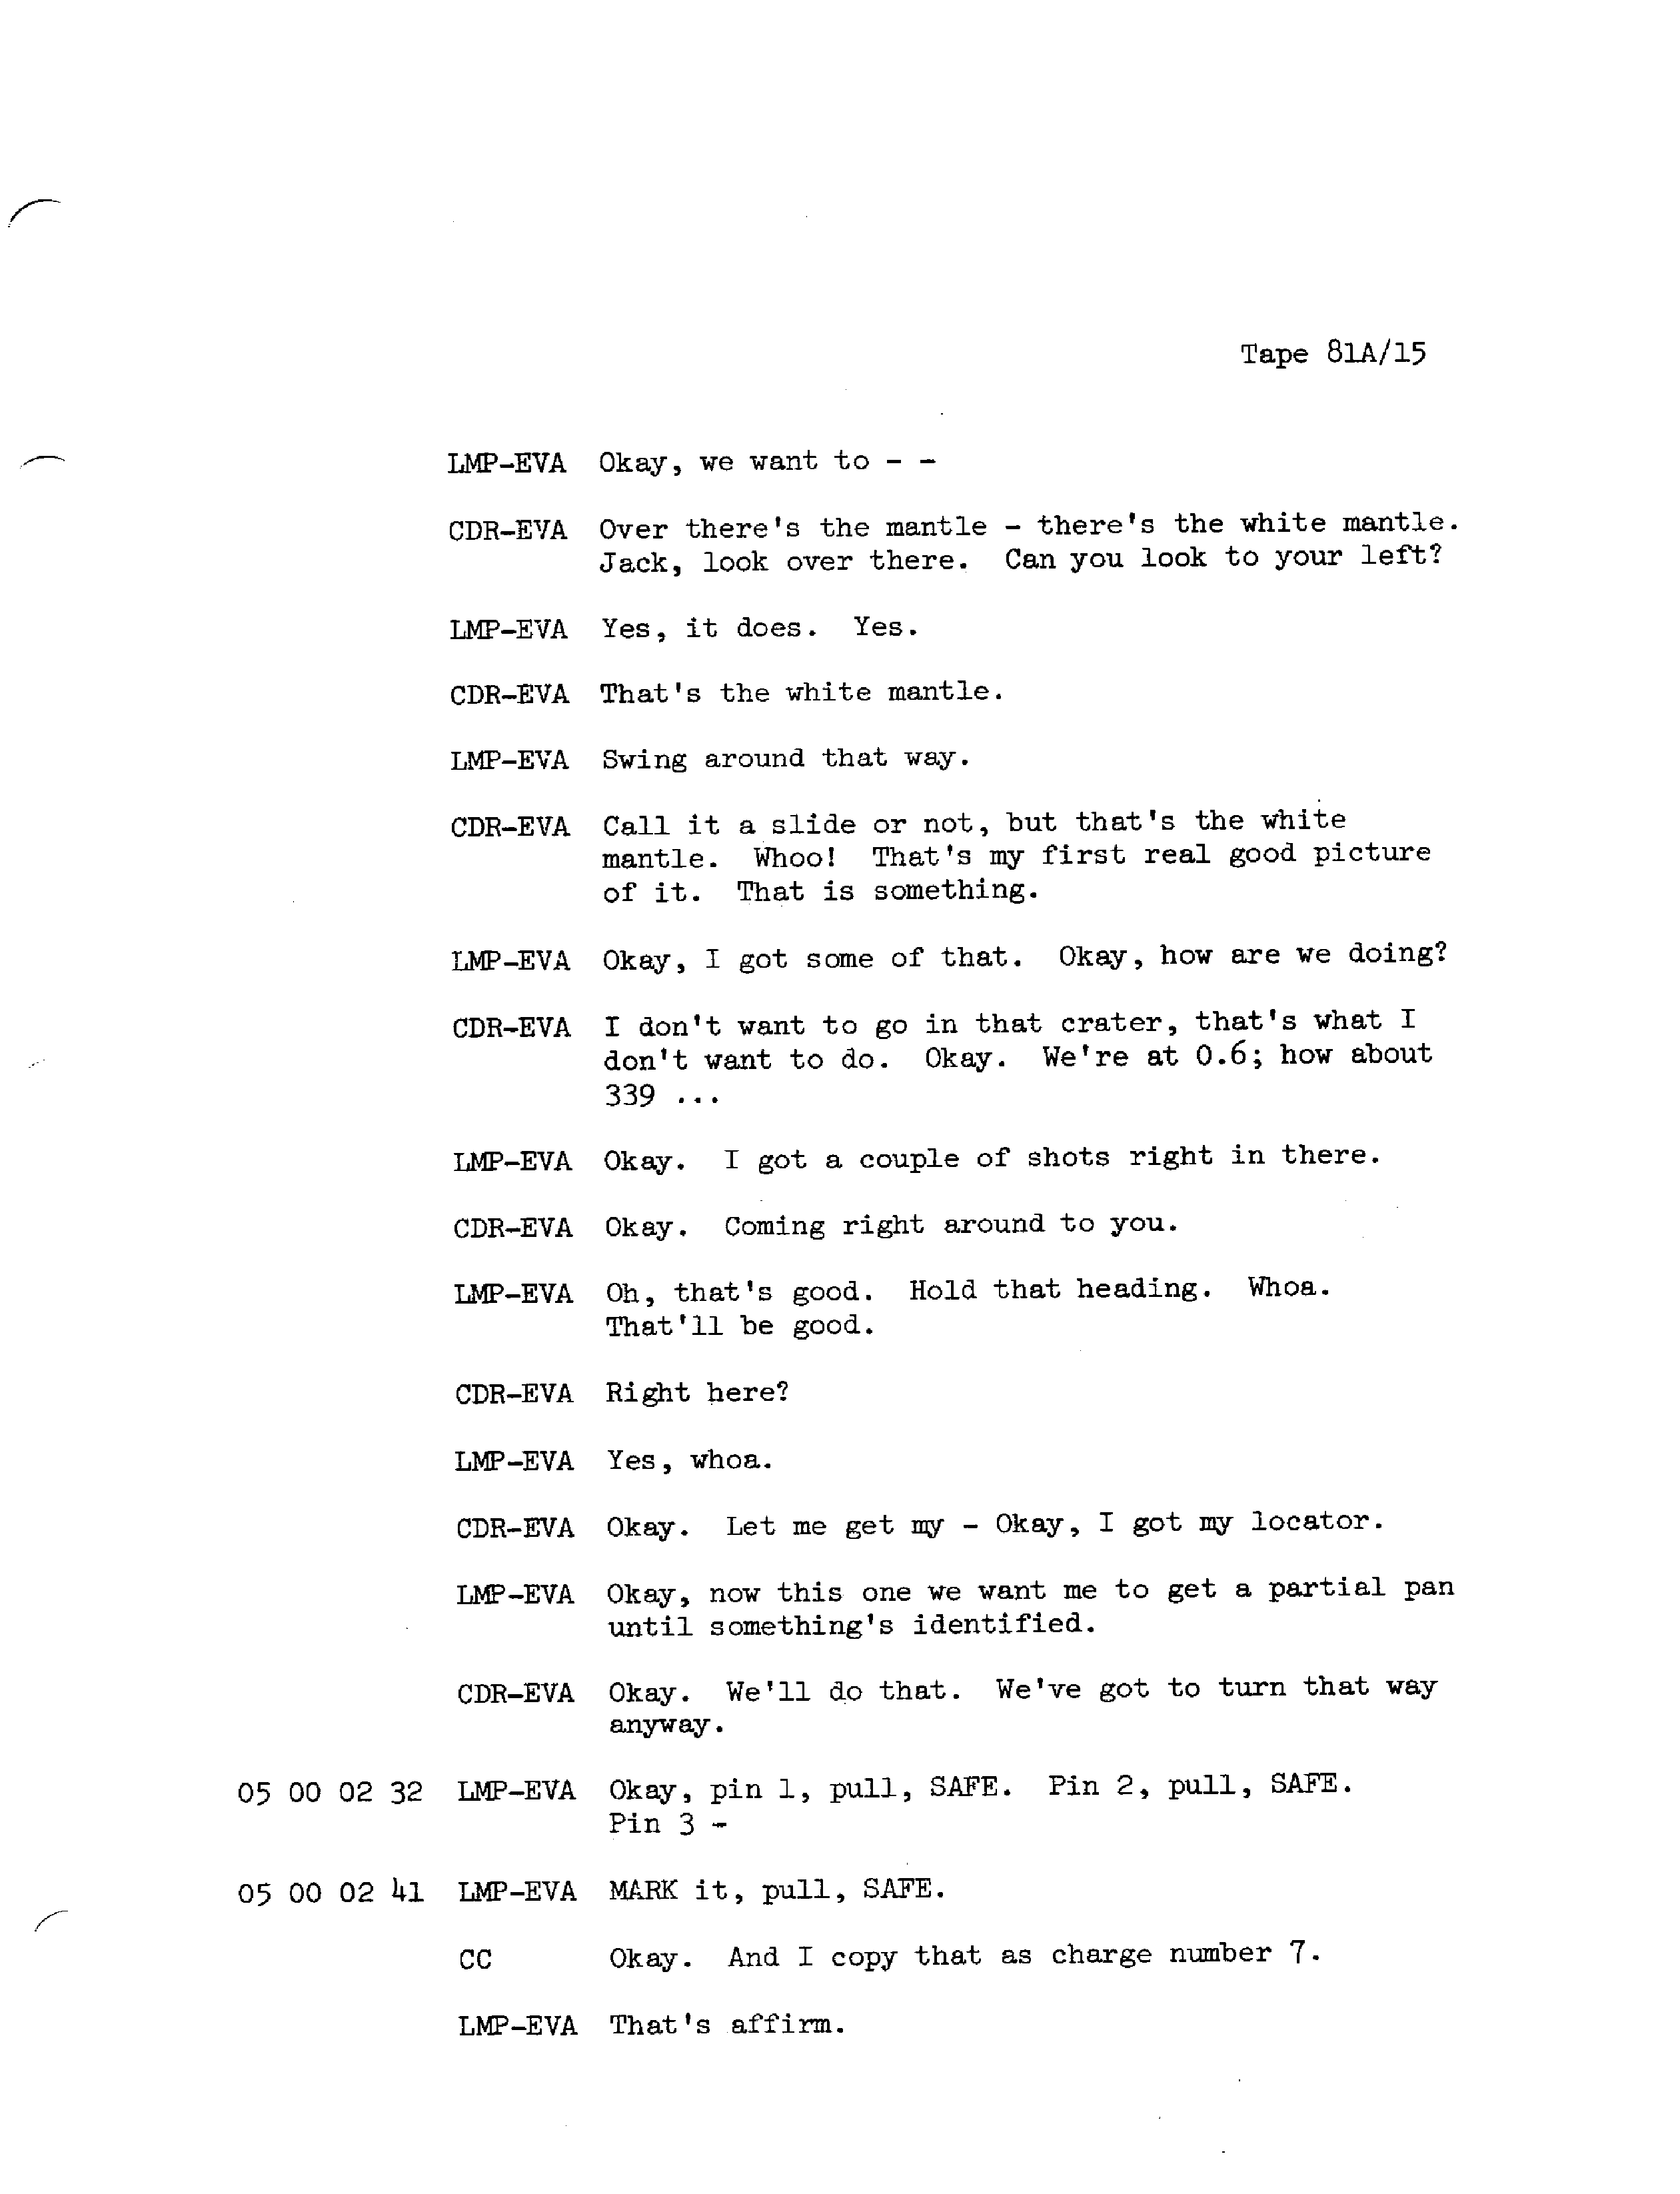 Tape 81A/15
LMP-EVA Okay, we want to - -
CDR-EVA Over there's the mantle - there's the white mantle.
Jack, look over there. Can you look to your left?
LMP-EVA Yes, it does. Yes.
CDR-EVA That's the white mantle.
LMP-EVA Swing around that way.
CDR-EVA Call it a slide or not, but that's the white
mantle. Whoo! That's my first real good picture
of it. That is something.
LMP-EVA Okay, I got some of that. Okay, how are we doing?
CDR-EVA I don't want to go in that crater, that's what I
don't want to do. Okay. We're at 0.6; how about
339 ...
LMP-EVA Okay. I got a couple of shots right in there.
CDR-EVA Okay. Coming right around to you.
LMP-EVA Oh, that's good. Hold that heading. Whoa.
That'll be good.
CDR-EVA Right here?
LMP-EVA Yes, whoa.
CDR-EVA Okay. Let me get my - Okay, I got my locator.
LMP-EVA Okay, now this one we want me to get a partial pan
until something's identified.
CDR-EVA Okay. We'll do that. We've got to turn that way
anyway.
05 00 02 32 LMP-EVA Okay, pin 1, pull, SAFE. Pin 2, pull, SAFE.
Pin 3 -
05 00 02 41 LMP-EVA MARK it, pull, SAFE.
CC Okay. And I copy that as charge number 7.
LMP-EVA That's affirm.